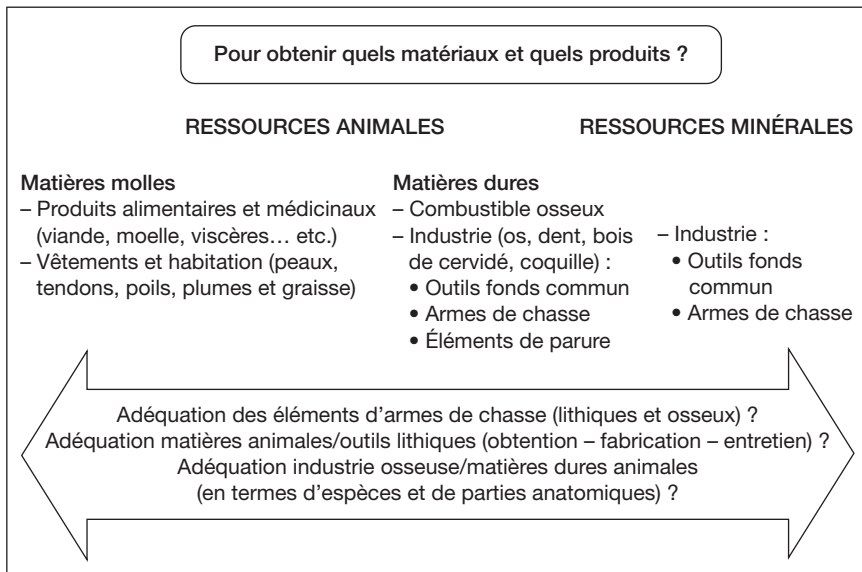 Pour obtenir quels matériaux et quels produits ?
RESSOURCES ANIMALES
RESSOURCES MINÉRALES
Matières molles
– Produits alimentaires et médicinaux
(viande, moelle, viscères… etc.)
– Vêtements et habitation (peaux,
tendons, poils, plumes et graisse)
Matières dures
– Combustible osseux
– Industrie (os, dent, bois
de cervidé, coquille) :
• Outils fonds commun
• Armes de chasse
• Éléments de parure
– Industrie :
• Outils fonds
commun
• Armes de chasse
Adéquation des éléments d’armes de chasse (lithiques et osseux) ?
Adéquation matières animales/outils lithiques (obtention – fabrication – entretien) ?
Adéquation industrie osseuse/matières dures animales
(en termes d’espèces et de parties anatomiques) ?